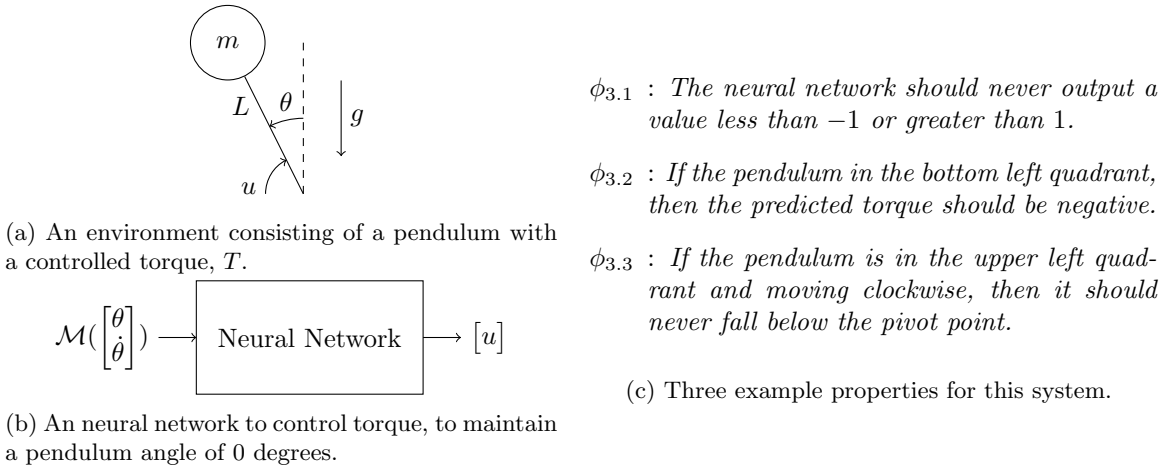 m
L
θ
g
u
(a) An environment consisting of a pendulum with
a controlled torque, T.
M([θ θ̇]) → Neural Network → [u]
(b) An neural network to control torque, to maintain
a pendulum angle of 0 degrees.
ϕ3.1 : The neural network should never output a
value less than −1 or greater than 1.
ϕ3.2 : If the pendulum in the bottom left quadrant,
then the predicted torque should be negative.
ϕ3.3 : If the pendulum is in the upper left quad-
rant and moving clockwise, then it should
never fall below the pivot point.
(c) Three example properties for this system.